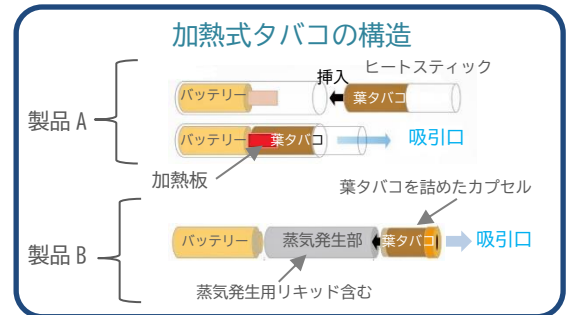 加熱式タバコの構造
ヒートスティック
挿入
バッテリー
葉タバコ
製品 A
バッテリー
葉タバコ
吸引口
加熱板
葉タバコを詰めたカプセル
バッテリー
蒸気発生部
葉タバコ
吸引口
製品 B
蒸気発生用リキッド含む